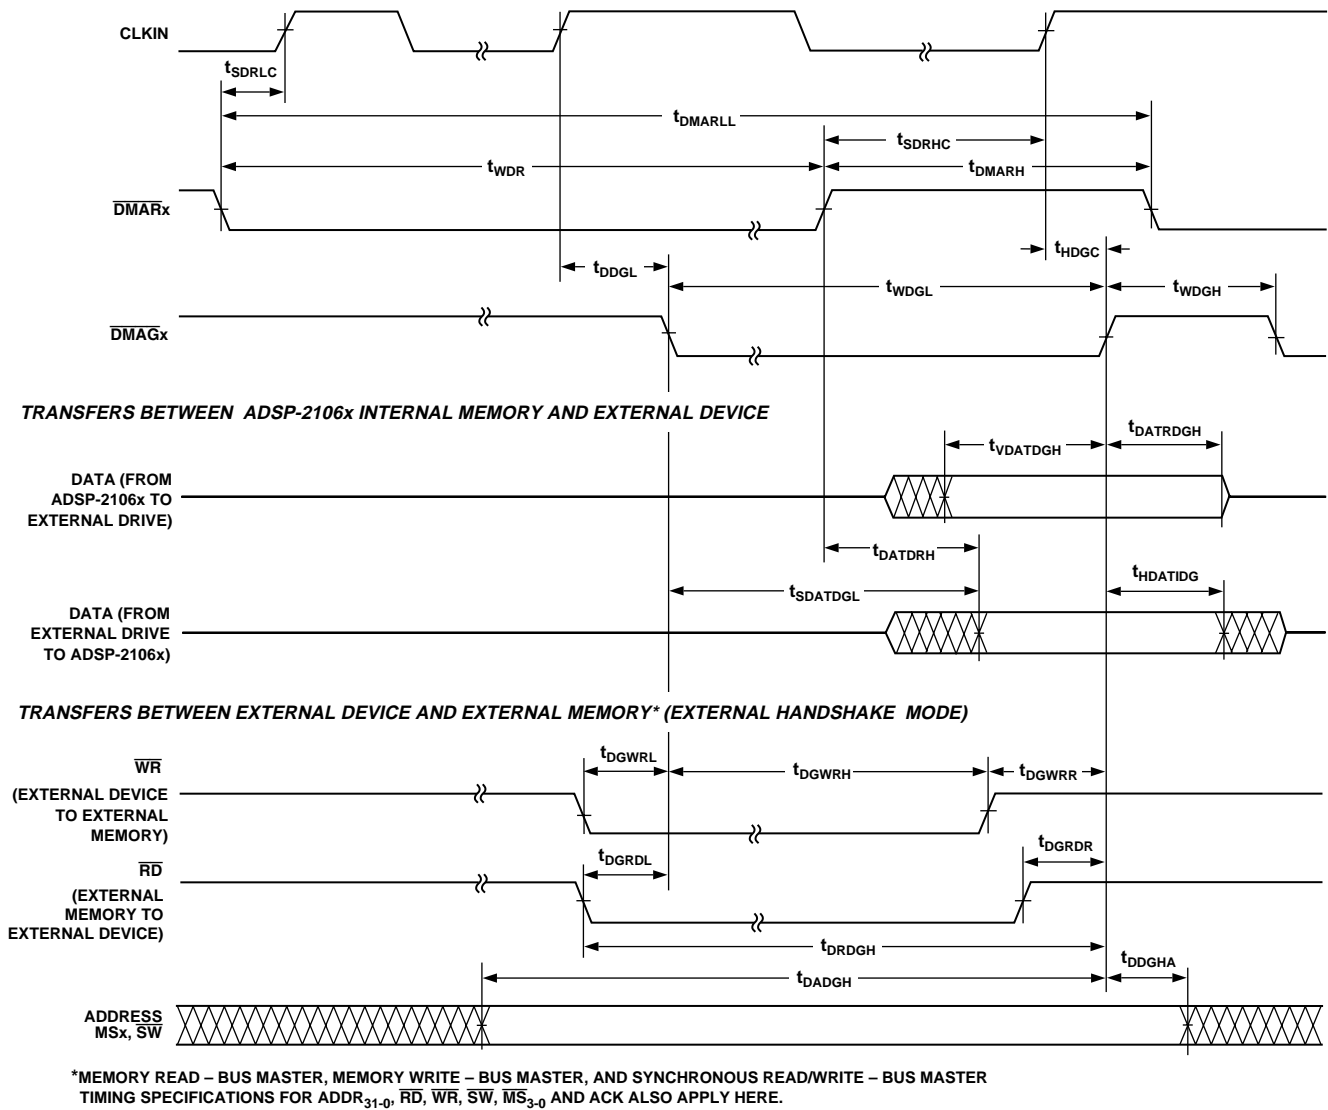 CLKIN
tSDRLC
tDMARLL
tSDRHC
tWDR
tDMARH
DMARx
tHDGC
tDDGL
tWDGL
tWDGH
DMAGx
TRANSFERS BETWEEN ADSP-2106x INTERNAL MEMORY AND EXTERNAL DEVICE
tDATRDGH
tVDATDGH
DATA (FROM
ADSP-2106x TO
EXTERNAL DRIVE)
tDATDRH
tHDATIDG
tSDATDGL
DATA (FROM
EXTERNAL DRIVE
TO ADSP-2106x)
TRANSFERS BETWEEN EXTERNAL DEVICE AND EXTERNAL MEMORY* (EXTERNAL HANDSHAKE MODE)
tDGWRL
WR
tDGWRH
tDGWRR
(EXTERNAL DEVICE
TO EXTERNAL
MEMORY)
tDGRDR
RD
tDGRDL
(EXTERNAL
MEMORY TO
EXTERNAL DEVICE)
tDRDGH
tDDGHA
tDADGH
ADDRESS
MSx, SW
*MEMORY READ – BUS MASTER, MEMORY WRITE – BUS MASTER, AND SYNCHRONOUS READ/WRITE – BUS MASTER
TIMING SPECIFICATIONS FOR ADDR31-0, RD, WR, SW, MS3-0 AND ACK ALSO APPLY HERE.